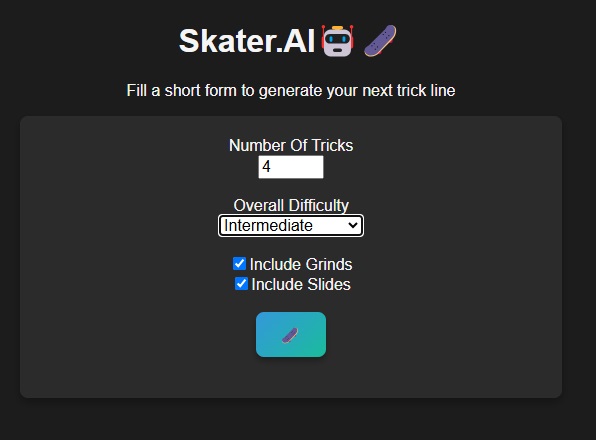 Skater.AI
Fill a short form to generate your next trick line
Number Of Tricks
4
Overall Difficulty
Intermediate
Include Grinds
Include Slides